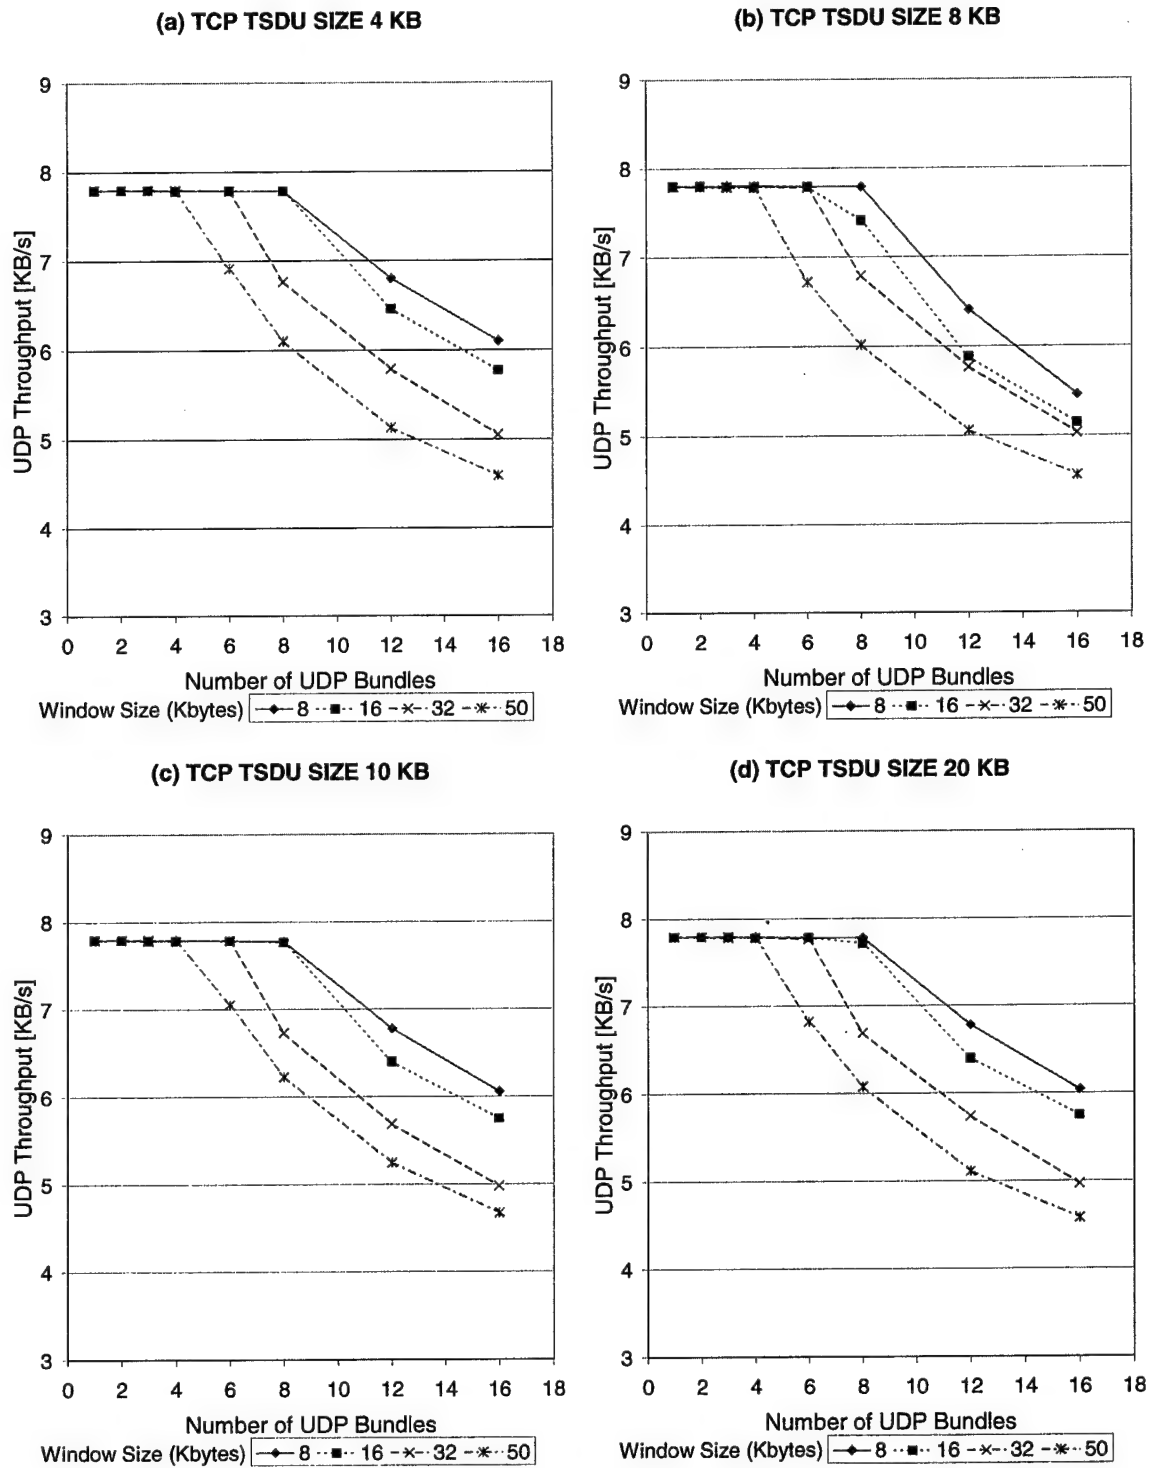 (a) TCP TSDU SIZE 4 KB
9
8
7
6
5
4
3
UDP Throughput [KB/s]
0 2 4 6 8 10 12 14 16 18
Number of UDP Bundles
Window Size (Kbytes) 8 16 32 50
(b) TCP TSDU SIZE 8 KB
9
8
7
6
5
4
3
UDP Throughput [KB/s]
0 2 4 6 8 10 12 14 16 18
Number of UDP Bundles
Window Size (Kbytes) 8 16 32 50
(c) TCP TSDU SIZE 10 KB
9
8
7
6
5
4
3
UDP Throughput [KB/s]
0 2 4 6 8 10 12 14 16 18
Number of UDP Bundles
Window Size (Kbytes) 8 16 32 50
(d) TCP TSDU SIZE 20 KB
9
8
7
6
5
4
3
UDP Throughput [KB/s]
0 2 4 6 8 10 12 14 16 18
Number of UDP Bundles
Window Size (Kbytes) 8 16 32 50